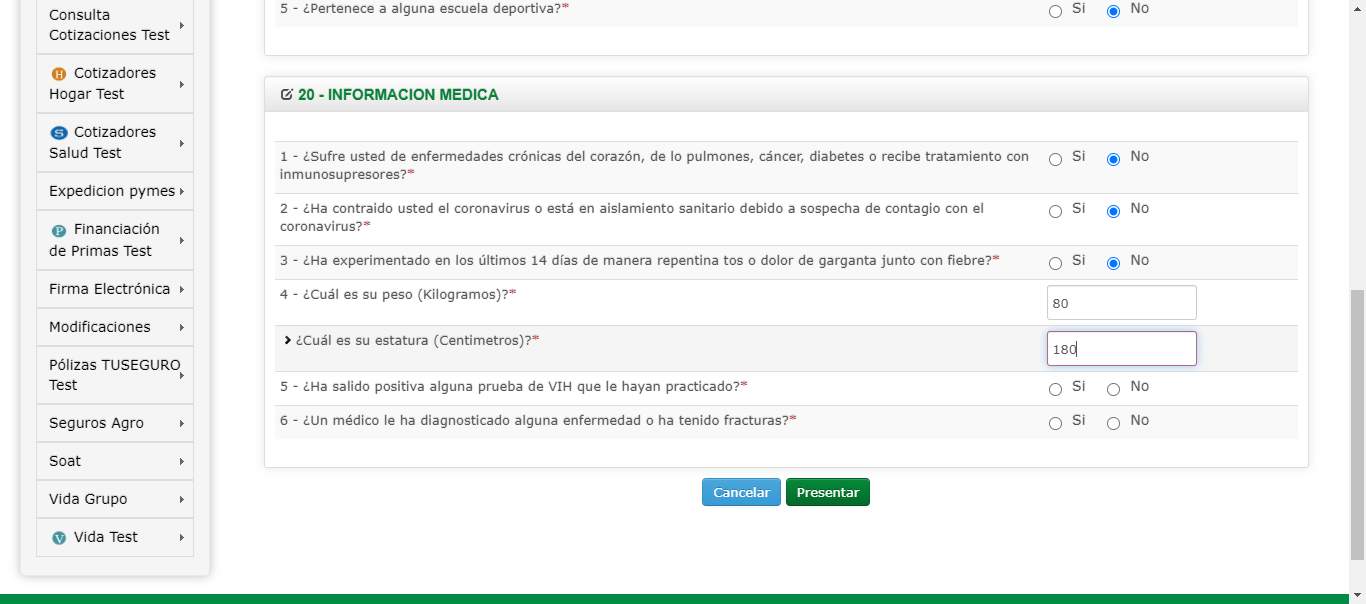 Consulta
Cotizaciones Test
H Cotizadores
Hogar Test
S Cotizadores
Salud Test
Expedicion pymes
P Financiación
de Primas Test
Firma Electrónica
Modificaciones
Pólizas TUSEGURO
Test
Seguros Agro
Soat
Vida Grupo
V Vida Test
5 - ¿Pertenece a alguna escuela deportiva?* Si No
20 - INFORMACION MEDICA
1 - ¿Sufre usted de enfermedades crónicas del corazón, de lo pulmones, cáncer, diabetes o recibe tratamiento con Si No
inmunosupresores?*
2 - ¿Ha contraido usted el coronavirus o está en aislamiento sanitario debido a sospecha de contagio con el Si No
coronavirus?*
3 - ¿Ha experimentado en los últimos 14 días de manera repentina tos o dolor de garganta junto con fiebre?* Si No
4 - ¿Cuál es su peso (Kilogramos)?* 80
¿Cuál es su estatura (Centimetros)?* 180
5 - ¿Ha salido positiva alguna prueba de VIH que le hayan practicado?* Si No
6 - ¿Un médico le ha diagnosticado alguna enfermedad o ha tenido fracturas?* Si No
Cancelar Presentar